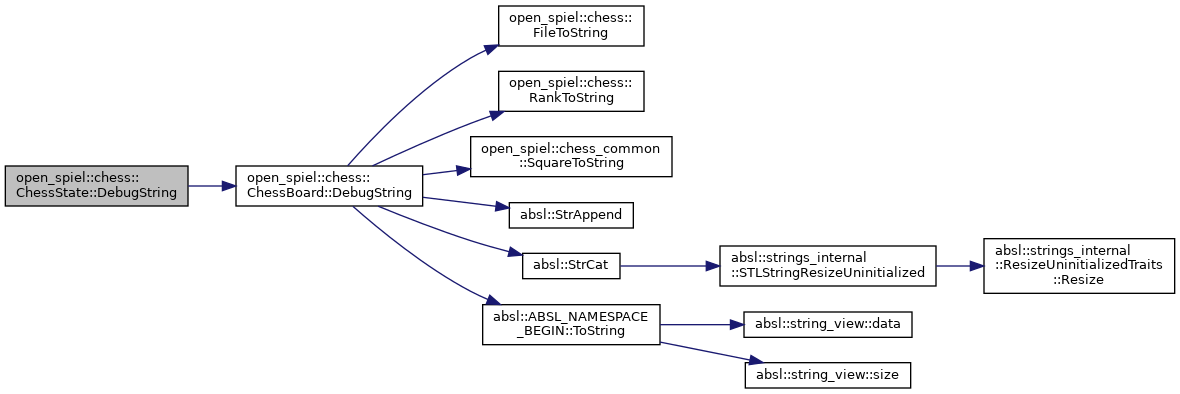 open_spiel::chess::
ChessState::DebugString
open_spiel::chess::
ChessBoard::DebugString
open_spiel::chess::
FileToString
open_spiel::chess::
RankToString
open_spiel::chess_common
::SquareToString
absl::StrAppend
absl::StrCat
absl::strings_internal
::STLStringResizeUninitialized
absl::strings_internal
::ResizeUninitializedTraits
::Resize
absl::ABSL_NAMESPACE
_BEGIN::ToString
absl::string_view::data
absl::string_view::size